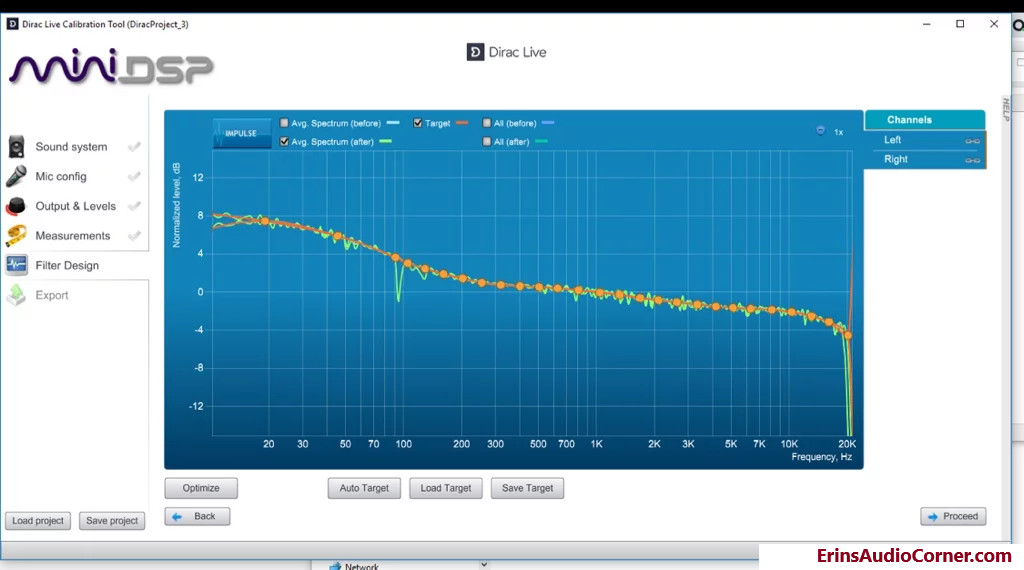 Dirac Live Calibration Tool (DiracProject_3)
miniDSP
Dirac Live
HELP
Sound system
Mic config
Output & Levels
Measurements
Filter Design
Export
Load project Save project
IMPULSE
Avg. Spectrum (before) Target All (before)
Avg. Spectrum (after) All (after)
1x
Normalized level, dB
12
8
4
0
-4
-8
-12
20 30 50 70 100 200 300 500 700 1K 2K 3K 5K 7K 10K 20K
Frequency, Hz
Channels
Left
Right
Optimize Auto Target Load Target Save Target
Back Proceed
Network
ErinsAudioCorner.com